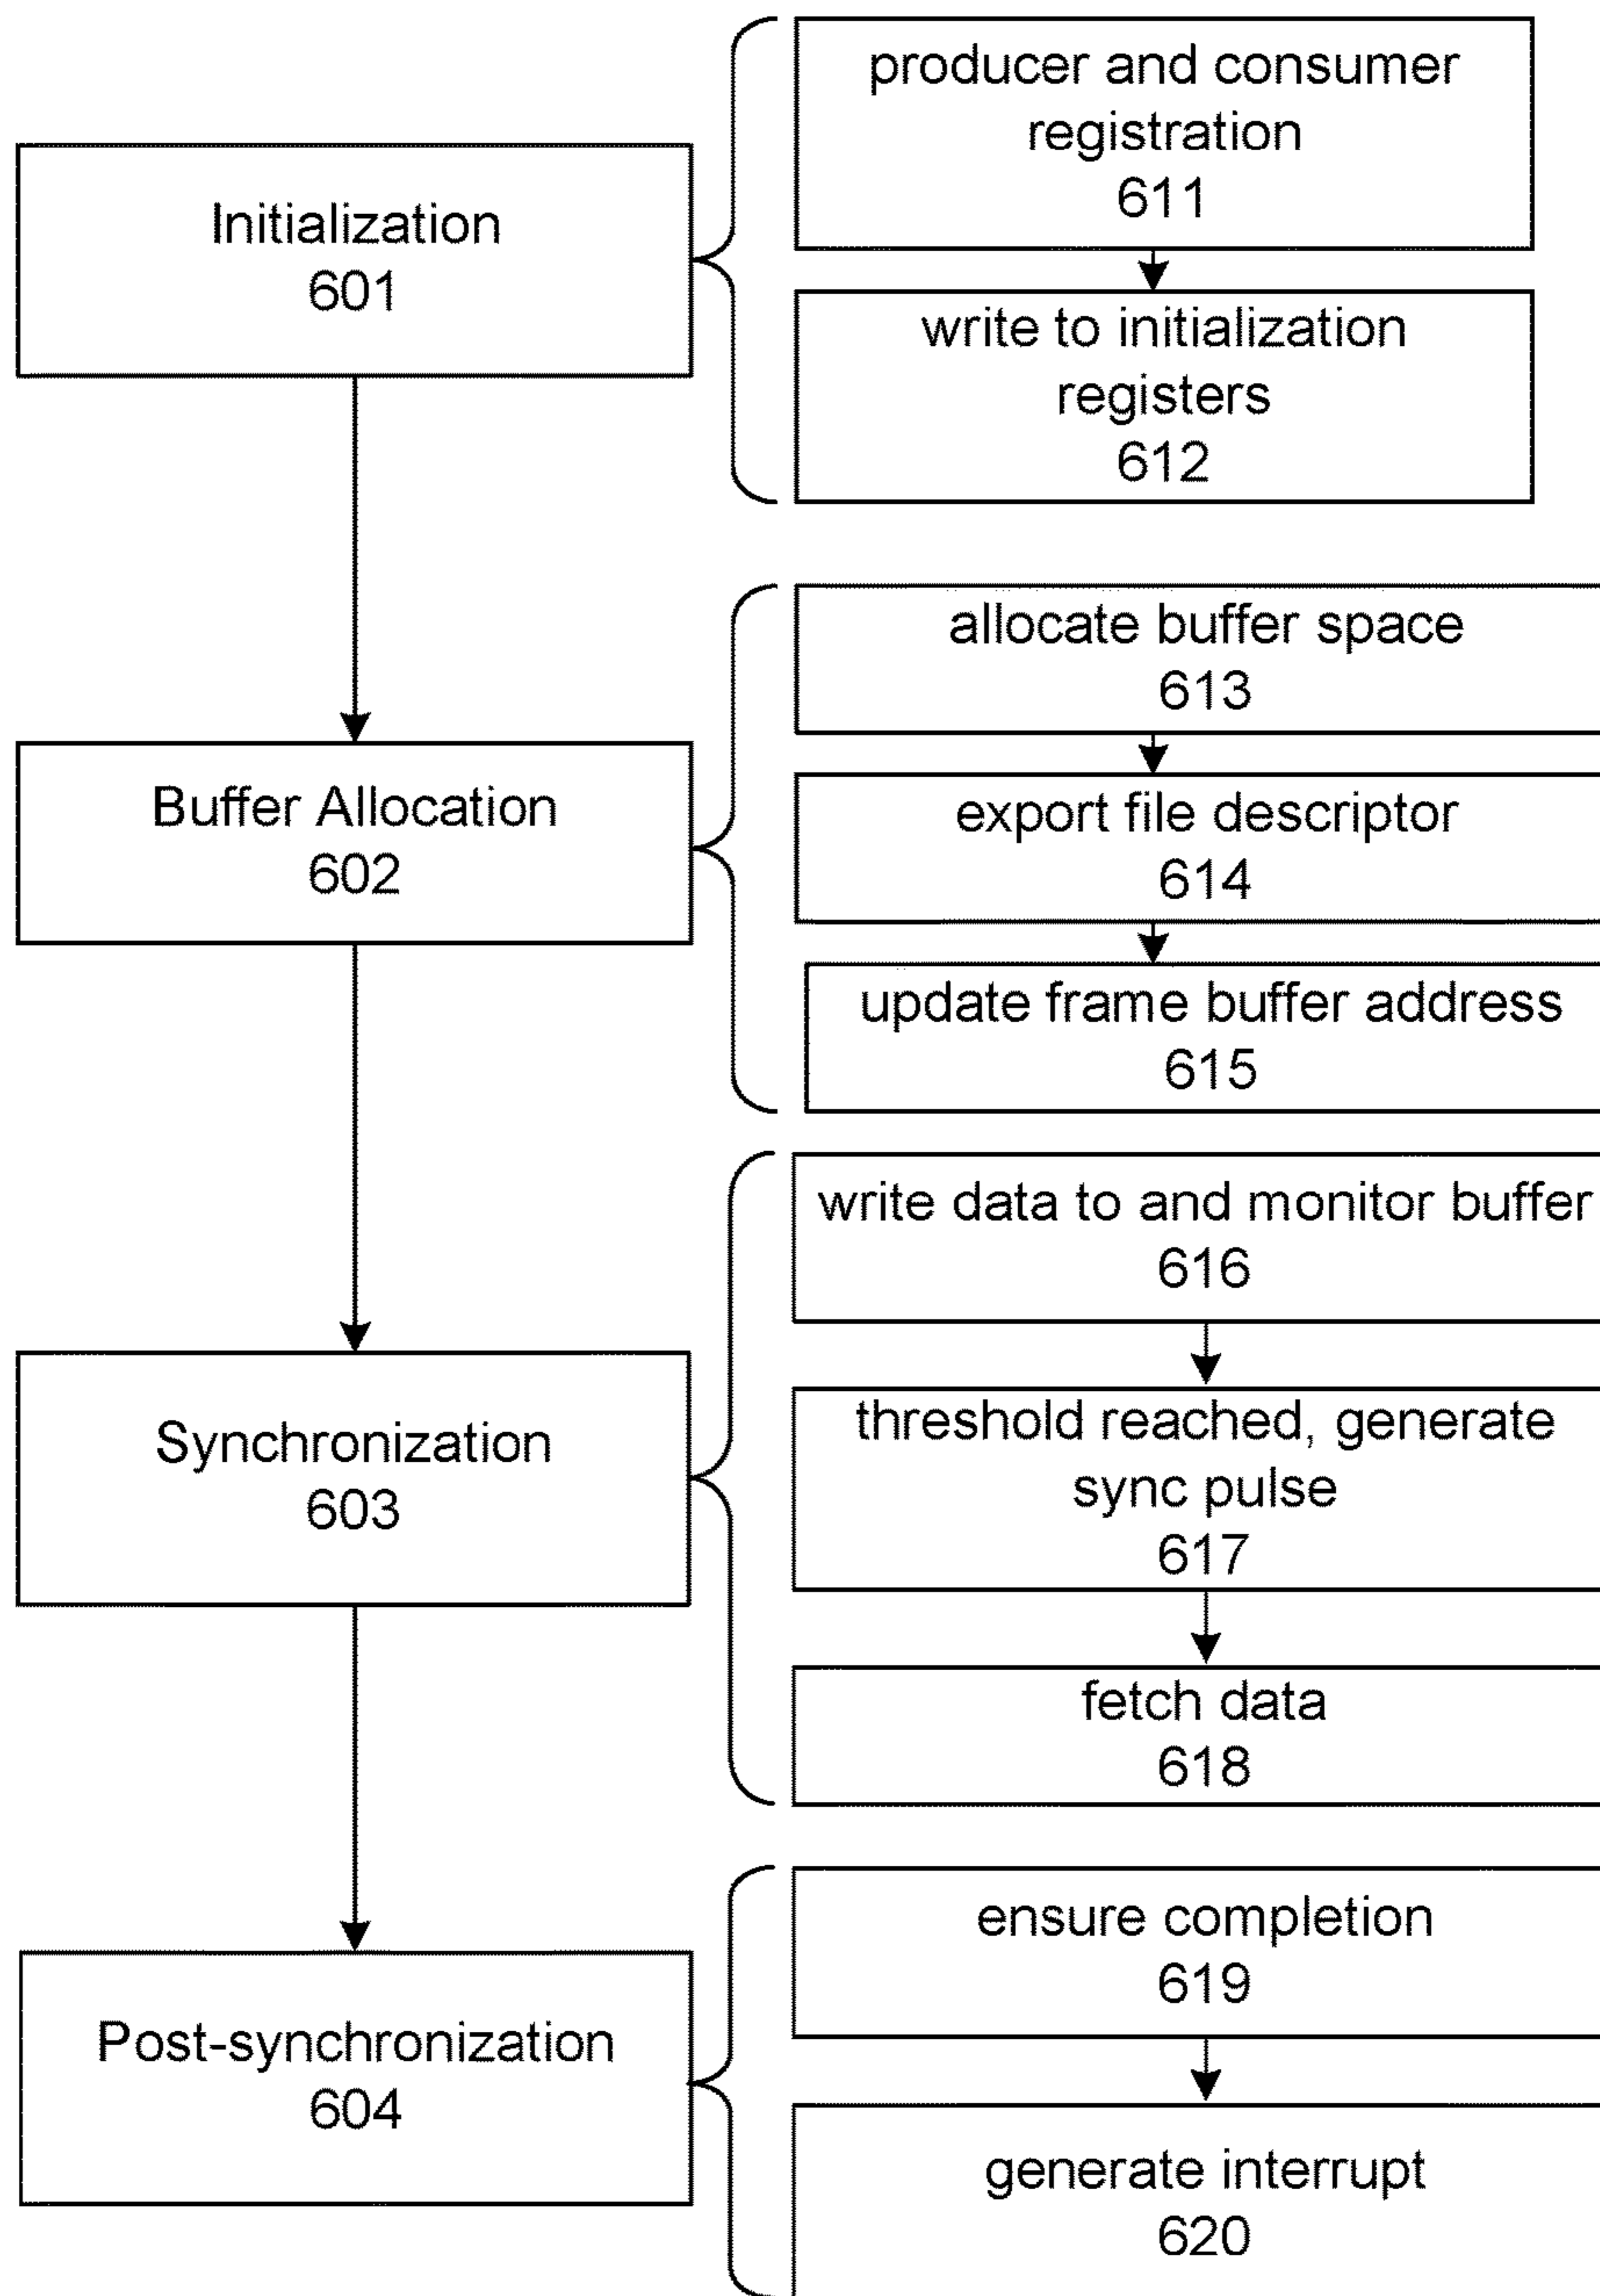 Initialization
601
producer and consumer
registration
611
write to initialization
registers
612
Buffer Allocation
602
allocate buffer space
613
export file descriptor
614
update frame buffer address
615
Synchronization
603
write data to and monitor buffer
616
threshold reached, generate
sync pulse
617
fetch data
618
Post-synchronization
604
ensure completion
619
generate interrupt
620